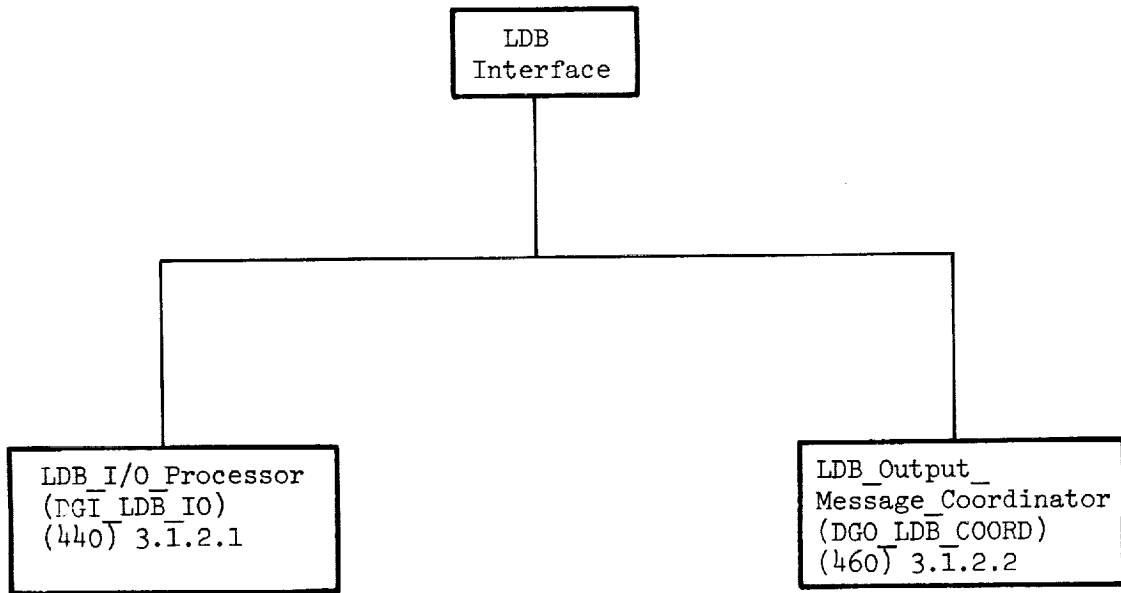 LDB
Interface
LDB_I/O_Processor
(DGI_LDB_IO)
(440) 3.1.2.1
LDB_Output_
Message_Coordinator
(DGO_LDB_COORD)
(460) 3.1.2.2